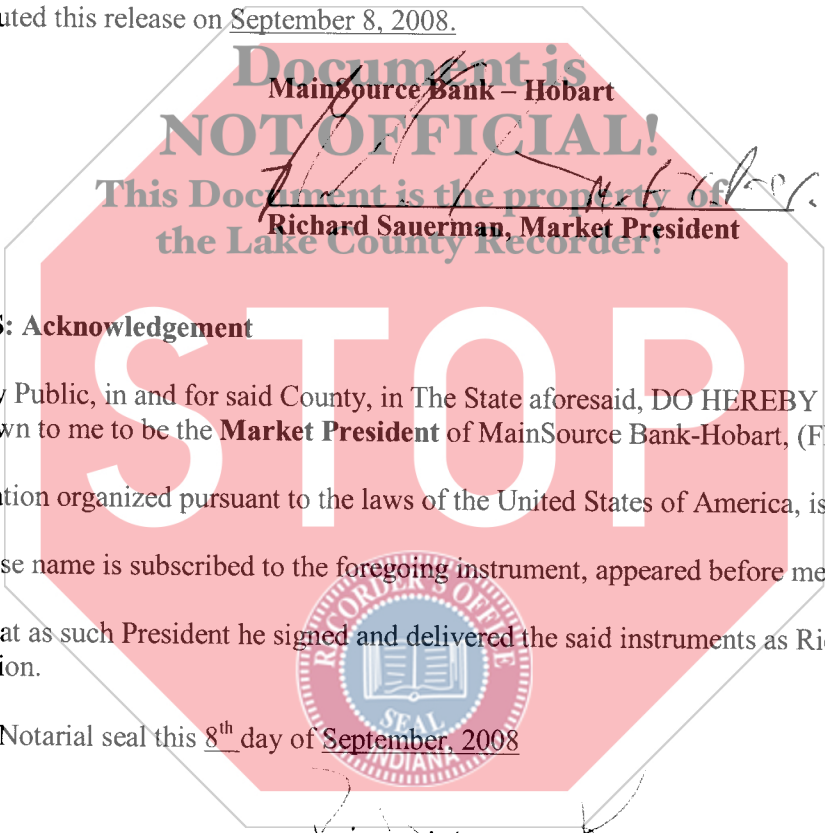 uted this release on September 8, 2008.
Document is
MainSource Bank – Hobart
NOT OFFICIAL!
This Document is the property of
Richard Sauerman, Market President
the Lake County Recorder!
S: Acknowledgement
STOP
y Public, in and for said County, in The State aforesaid, DO HEREBY
wn to me to be the Market President of MainSource Bank-Hobart, (F
ation organized pursuant to the laws of the United States of America, is
se name is subscribed to the foregoing instrument, appeared before me
at as such President he signed and delivered the said instruments as Ri
ion.
RECORDER'S OFFICE
SEAL
INDIANA
Notarial seal this 8th day of September, 2008